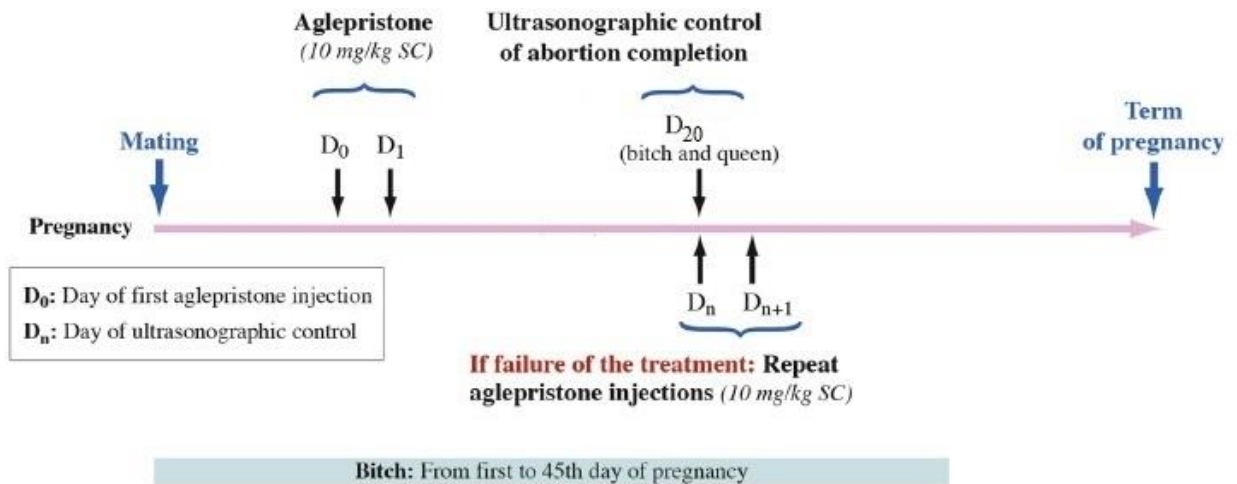 Aglepristone
(10 mg/kg SC)
Ultrasonographic control
of abortion completion
Mating
D₀ D₁
D₂₀
(bitch and queen)
Term
of pregnancy
Pregnancy
D₀: Day of first aglepristone injection
Dₙ: Day of ultrasonographic control
Dₙ Dₙ₊₁
If failure of the treatment: Repeat
aglepristone injections (10 mg/kg SC)
Bitch: From first to 45th day of pregnancy